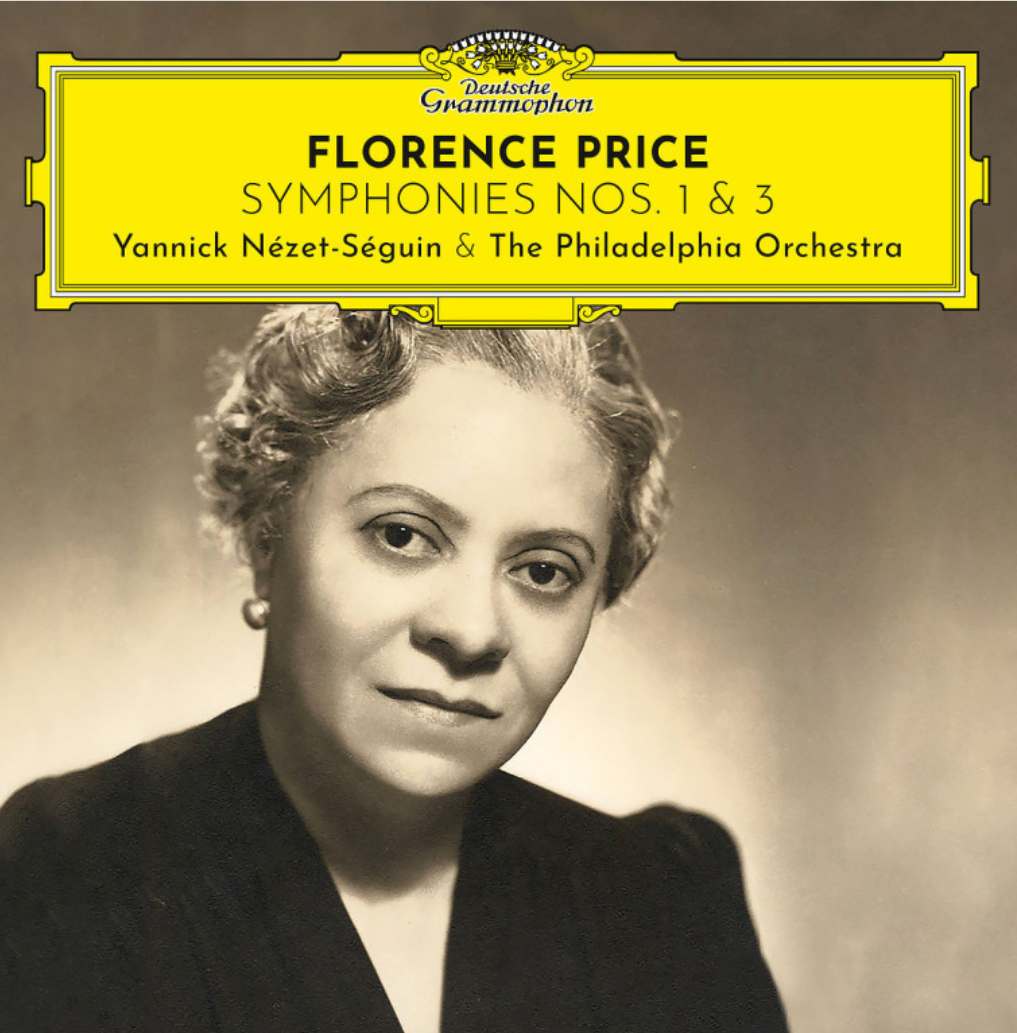 Deutsche
Grammophon
FLORENCE PRICE
SYMPHONIES NOS. 1 & 3
Yannick Nézet-Séguin & The Philadelphia Orchestra